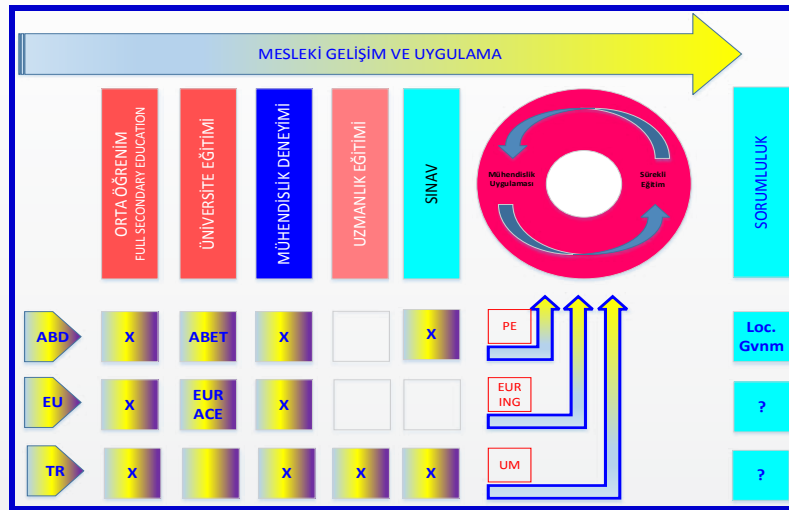 MESLEKİ GELİŞİM VE UYGULAMA
ORTA ÖĞRENİM
FULL SECONDARY EDUCATION
ÜNİVERSİTE EĞİTİMİ
MÜHENDİSLİK DENEYİMİ
UZMANLIK EĞİTİMİ
SINAV
Mühendislik
Uygulaması
Sürekli
Eğitim
SORUMLULUK
ABD
X
ABET
X
X
PE
Loc.
Gvnm
EU
X
EUR
ACE
X
EUR
ING
?
TR
X
X
X
X
UM
?